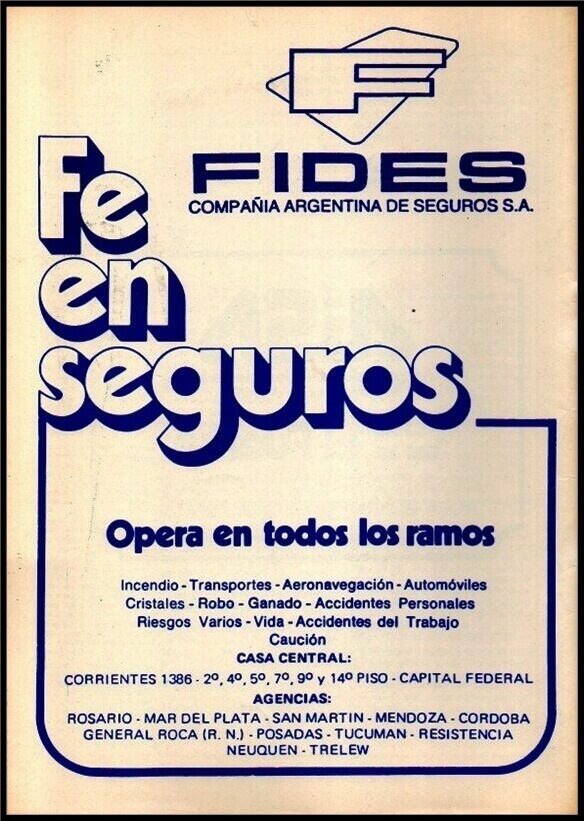 F
FIDES
COMPAÑIA ARGENTINA DE SEGUROS S.A.
Fe
en
seguros
Opera en todos los ramos
Incendio - Transportes - Aeronavegación - Automóviles
Cristales - Robo - Ganado - Accidentes Personales
Riesgos Varios - Vida - Accidentes del Trabajo
Caución
CASA CENTRAL:
CORRIENTES 1386 - 2º, 4º, 5º, 7º, 9º y 14º PISO - CAPITAL FEDERAL
AGENCIAS:
ROSARIO - MAR DEL PLATA - SAN MARTIN - MENDOZA - CORDOBA
GENERAL ROCA (R. N.) - POSADAS - TUCUMAN - RESISTENCIA
NEUQUEN - TRELEW